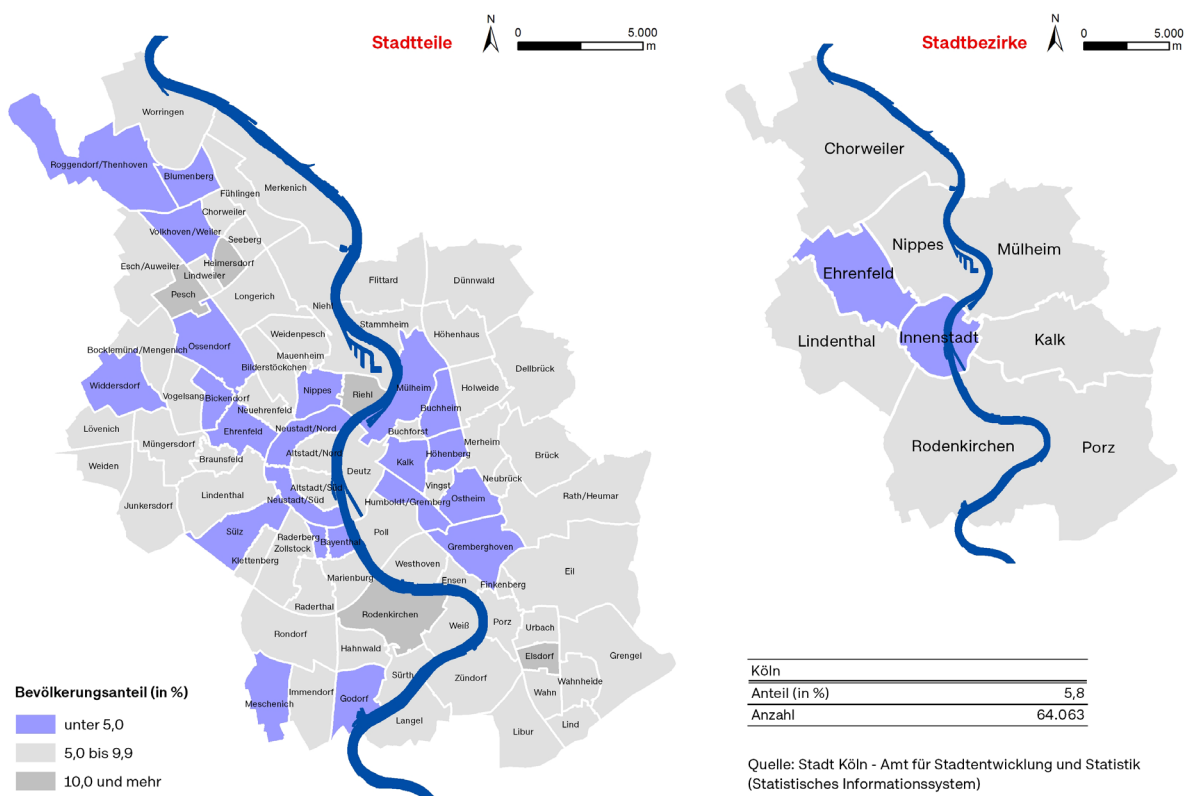 Stadtteile
N
0
5.000
m
Stadtbezirke
N
0
5.000
m
Worringen
Roggendorf/Thenhoven
Blumenberg
Fühlingen
Merkenich
Chorweiler
Volkhoven/Weiler
Seeberg
Esch/Auweiler
Heimersdorf
Lindweiler
Pesch
Longerich
Niehl
Flittard
Dünnwald
Stammheim
Höhenhaus
Weidenpesch
Ossendorf
Bocklemünd/Mengenich
Mauenheim
Bilderstöckchen
Dellbrück
Widdersdorf
Nippes
Riehl
Mülheim
Holweide
Vogelsang
Bickendorf
Neuehrenfeld
Buchheim
Lövenich
Ehrenfeld
Neustadt/Nord
Buchforst
Müngersdorf
Merheim
Altstadt/Nord
Höhenberg
Brück
Braunsfeld
Kalk
Weiden
Deutz
Neubrück
Vingst
Altstadt/Süd
Lindenthal
Neustadt/Süd
Humboldt/Gremberg
Ostheim
Rath/Heumar
Junkersdorf
Sülz
Poll
Raderberg
Zollstock
Bayenthal
Gremberghoven
Klettenberg
Westhoven
Eil
Marienburg
Ensen
Finkenberg
Raderthal
Rodenkirchen
Weiß
Porz
Urbach
Rondorf
Hahnwald
Elsdorf
Grengel
Sürth
Zündorf
Wahnheide
Immendorf
Godorf
Wahn
Meschenich
Langel
Libur
Lind
Chorweiler
Nippes
Mülheim
Ehrenfeld
Lindenthal
Innenstadt
Kalk
Rodenkirchen
Porz
Bevölkerungsanteil (in %)
unter 5,0
5,0 bis 9,9
10,0 und mehr
Köln
Anteil (in %) 5,8
Anzahl 64.063
Quelle: Stadt Köln - Amt für Stadtentwicklung und Statistik
(Statistisches Informationssystem)